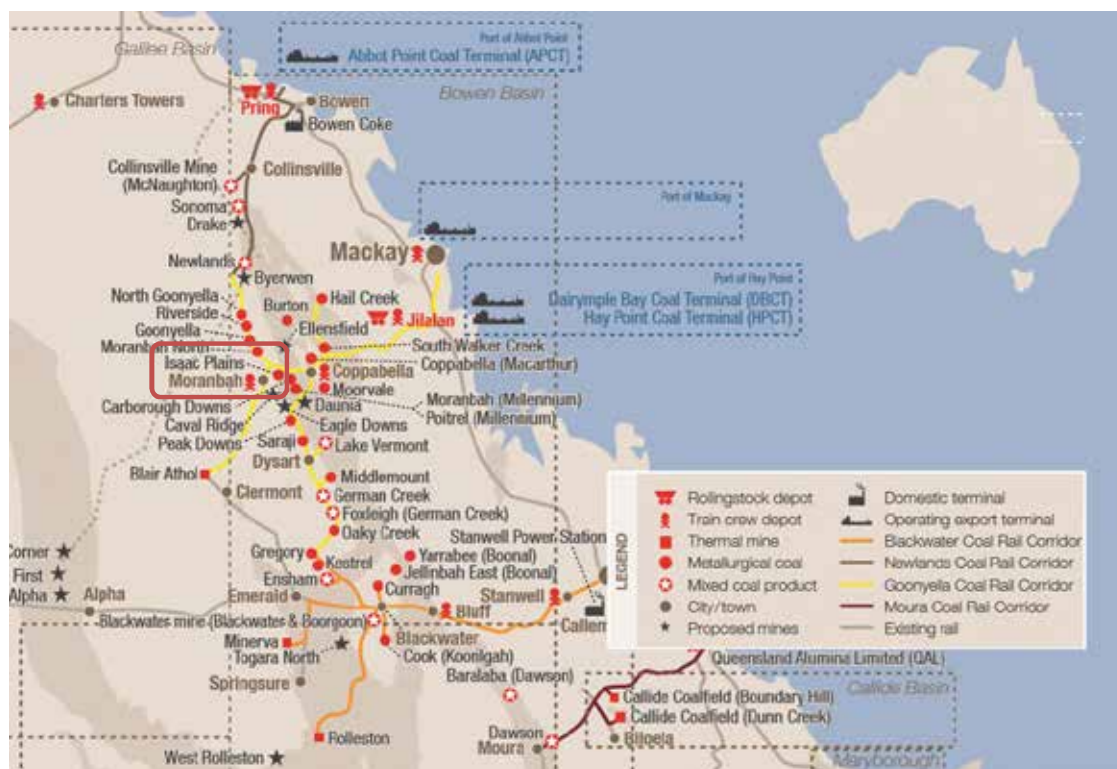 Port of Abbot Point
Abbot Point Coal Terminal (APCT)
Galilee Basin
Bowen Basin
Charters Towers
Pring
Bowen
Bowen Coke
Collinsville Mine
(McNaughton)
Collinsville
Sonoma
Drake
Port of Mackay
Mackay
Newlands
Byerwen
Port of Hay Point
Dalrymple Bay Coal Terminal (DBCT)
Hay Point Coal Terminal (HPCT)
North Goonyella
Burton
Hail Creek
Riverside
Jilalan
Goonyella
Ellensfield
Moranbah North
South Walker Creek
Isaac Plains
Coppabella (Macarthur)
Moranbah
Coppabella
Moorvale
Carborough Downs
Daunia
Moranbah (Millennium)
Caval Ridge
Eagle Downs
Poitrel (Millennium)
Peak Downs
Saraji
Lake Vermont
Blair Athol
Dysart
Middlemount
Clermont
German Creek
Foxleigh (German Creek)
Oaky Creek
Stanwell Power Station
Gregory
Kestrel
Yarrabee (Boonal)
Corner
Ensham
Jellinbah East (Boonal)
First
Curragh
Stanwell
Alpha
Alpha
Emerald
Bluff
Callem
Blackwater mine (Blackwater & Boorgoon)
Minerva
Blackwater
Togara North
Cook (Koorilgah)
Springsure
Baralaba (Dawson)
Queensland Alumina Limited (QAL)
Callide Basin
Callide Coalfield (Boundary Hill)
Callide Coalfield (Dunn Creek)
Rolleston
Dawson
Moura
Biloela
West Rolleston
Maryborough
LEGEND
Rollingstock depot
Train crew depot
Thermal mine
Metallurgical coal
Mixed coal product
City/town
Proposed mines
Domestic terminal
Operating export terminal
Blackwater Coal Rail Corridor
Newlands Coal Rail Corridor
Goonyella Coal Rail Corridor
Moura Coal Rail Corridor
Existing rail